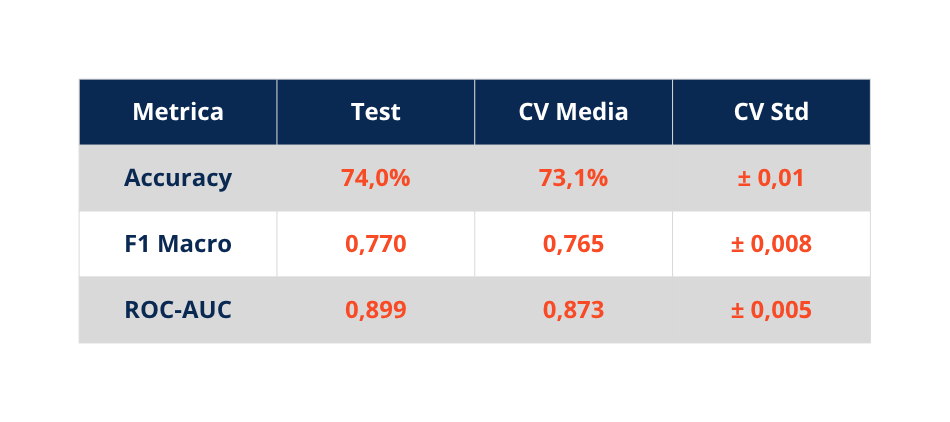 Metrica Test CV Media CV Std
Accuracy 74,0% 73,1% ± 0,01
F1 Macro 0,770 0,765 ± 0,008
ROC-AUC 0,899 0,873 ± 0,005